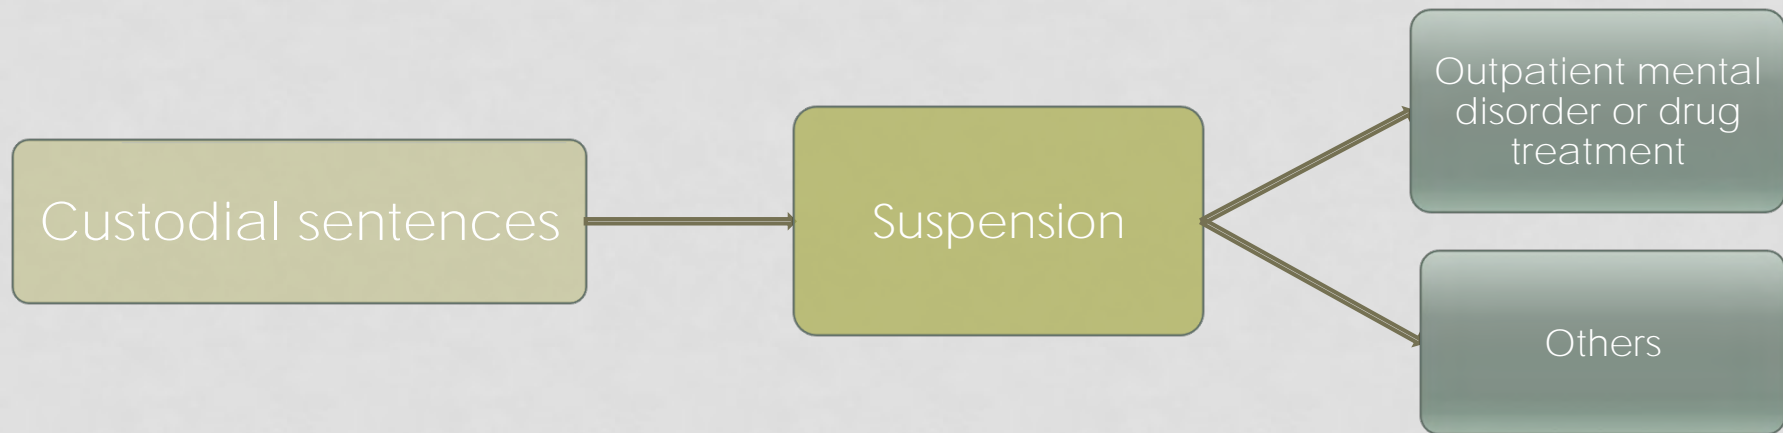 Custodial sentences
Suspension
Outpatient mental
disorder or drug
treatment
Others